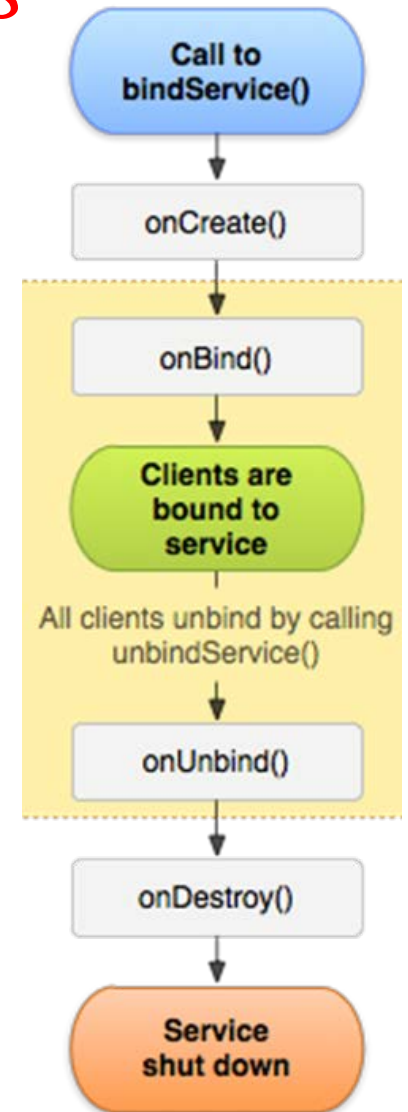 s
Call to
bindService()
onCreate()
onBind()
Clients are
bound to
service
All clients unbind by calling
unbindService()
onUnbind()
onDestroy()
Service
shut down